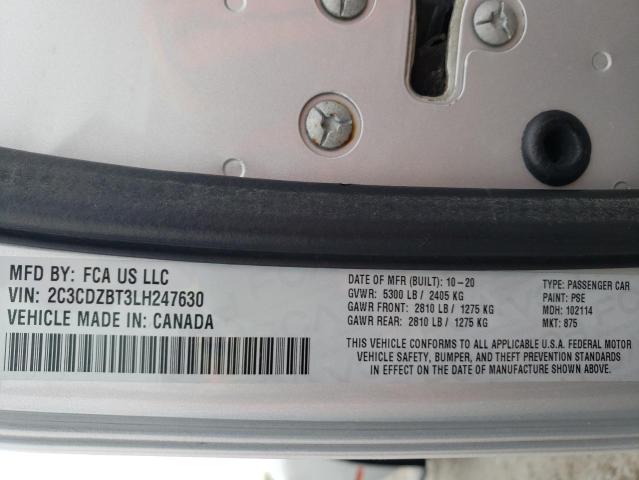 MFD BY: FCA US LLC
VIN: 2C3CDZBT3LH247630
VEHICLE MADE IN: CANADA
DATE OF MFR (BUILT): 10-20
GVWR: 5300 LB / 2405 KG
GAWR FRONT: 2810 LB / 1275 KG
GAWR REAR: 2810 LB / 1275 KG
TYPE: PASSENGER CAR
PAINT: PSE
MDH: 102114
MKT: 875
THIS VEHICLE CONFORMS TO ALL APPLICABLE U.S.A. FEDERAL MOTOR
VEHICLE SAFETY, BUMPER, AND THEFT PREVENTION STANDARDS
IN EFFECT ON THE DATE OF MANUFACTURE SHOWN ABOVE.